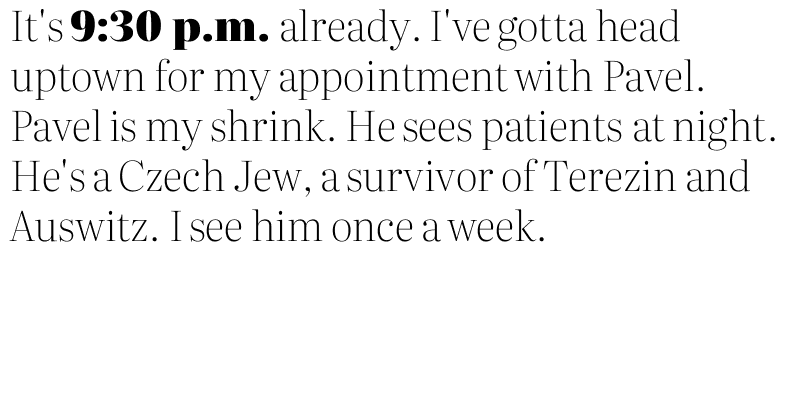 It's 9:30 p.m. already. I've gotta head
uptown for my appointment with Pavel.
Pavel is my shrink. He sees patients at night.
He's a Czech Jew, a survivor of Terezin and
Auswitz. I see him once a week.